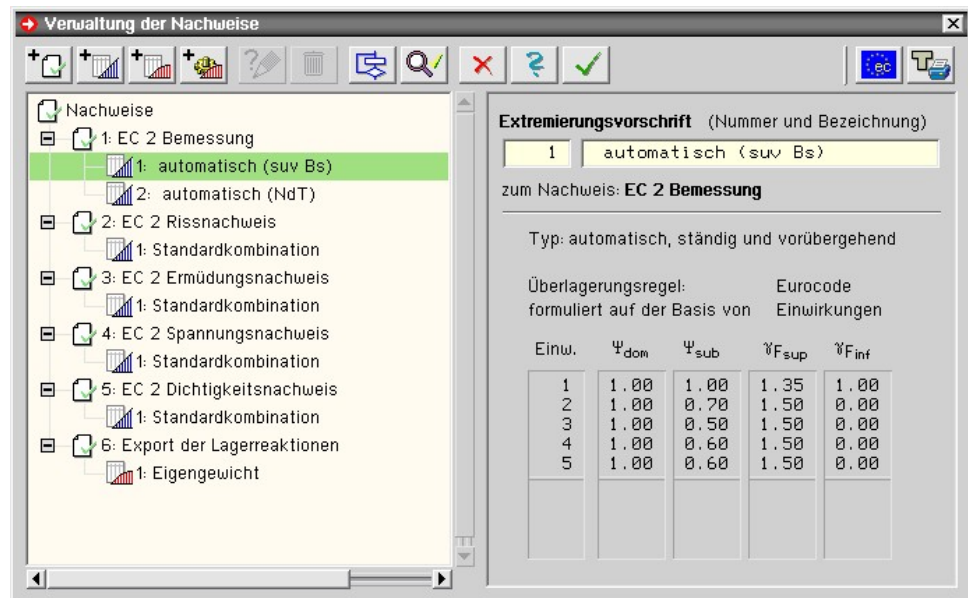 Verwaltung der Nachweise
ec
T
Nachweise
1: EC 2 Bemessung
1: automatisch (suv Bs)
2: automatisch (NdT)
2: EC 2 Rissnachweis
1: Standardkombination
3: EC 2 Ermüdungsnachweis
1: Standardkombination
4: EC 2 Spannungsnachweis
1: Standardkombination
5: EC 2 Dichtigkeitsnachweis
1: Standardkombination
6: Export der Lagerreaktionen
1: Eigengewicht
Extremierungsvorschrift (Nummer und Bezeichnung)
1 automatisch (suv Bs)
zum Nachweis: EC 2 Bemessung
Typ: automatisch, ständig und vorübergehend
Überlagerungsregel: Eurocode
formuliert auf der Basis von Einwirkungen
Einw. Ψdom Ψsub γFsup γFinf
1 1.00 1.00 1.35 1.00
2 1.00 0.70 1.50 0.00
3 1.00 0.50 1.50 0.00
4 1.00 0.60 1.50 0.00
5 1.00 0.60 1.50 0.00